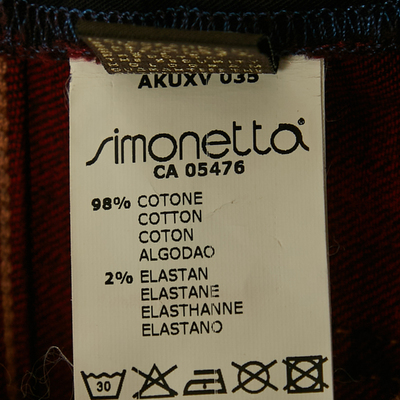 AKUXV 035
simonetta®
CA 05476
98% COTONE
COTTON
COTON
ALGODAO
2% ELASTAN
ELASTANE
ELASTHANNE
ELASTANO
30